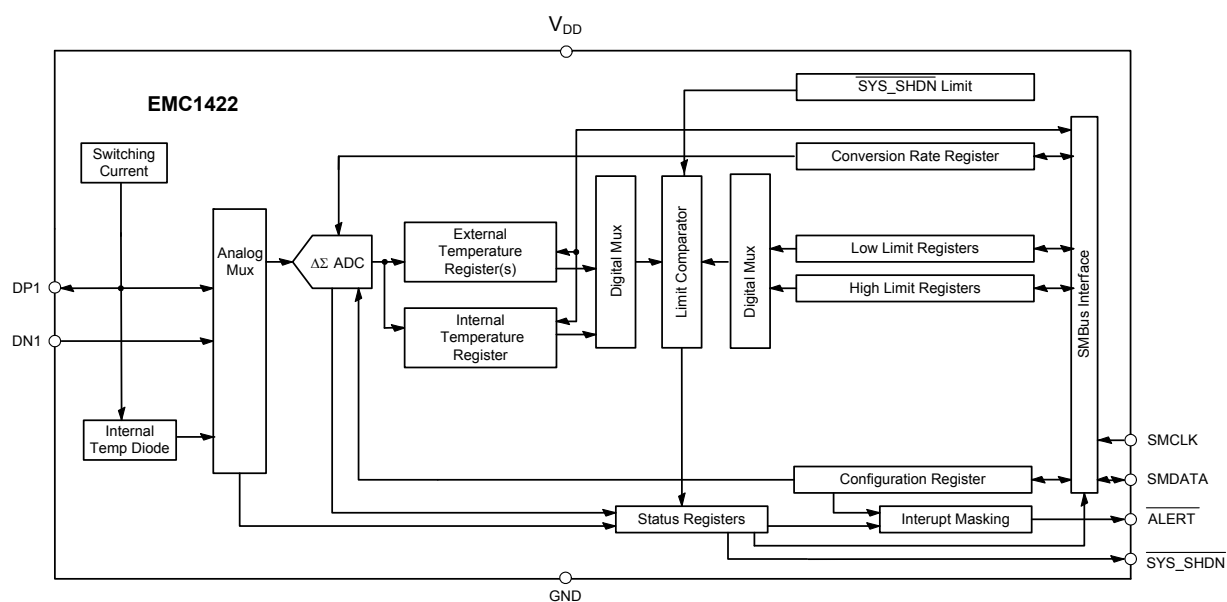 VDD
EMC1422
SYS_SHDN Limit
Switching
Current
Conversion Rate Register
Analog
Mux
ΔΣ ADC
External
Temperature
Register(s)
Internal
Temperature
Register
Digital Mux
Limit Comparator
Digital Mux
Low Limit Registers
High Limit Registers
SMBus Interface
DP1
DN1
Internal
Temp Diode
Configuration Register
Status Registers
Interupt Masking
SMCLK
SMDATA
ALERT
SYS_SHDN
GND